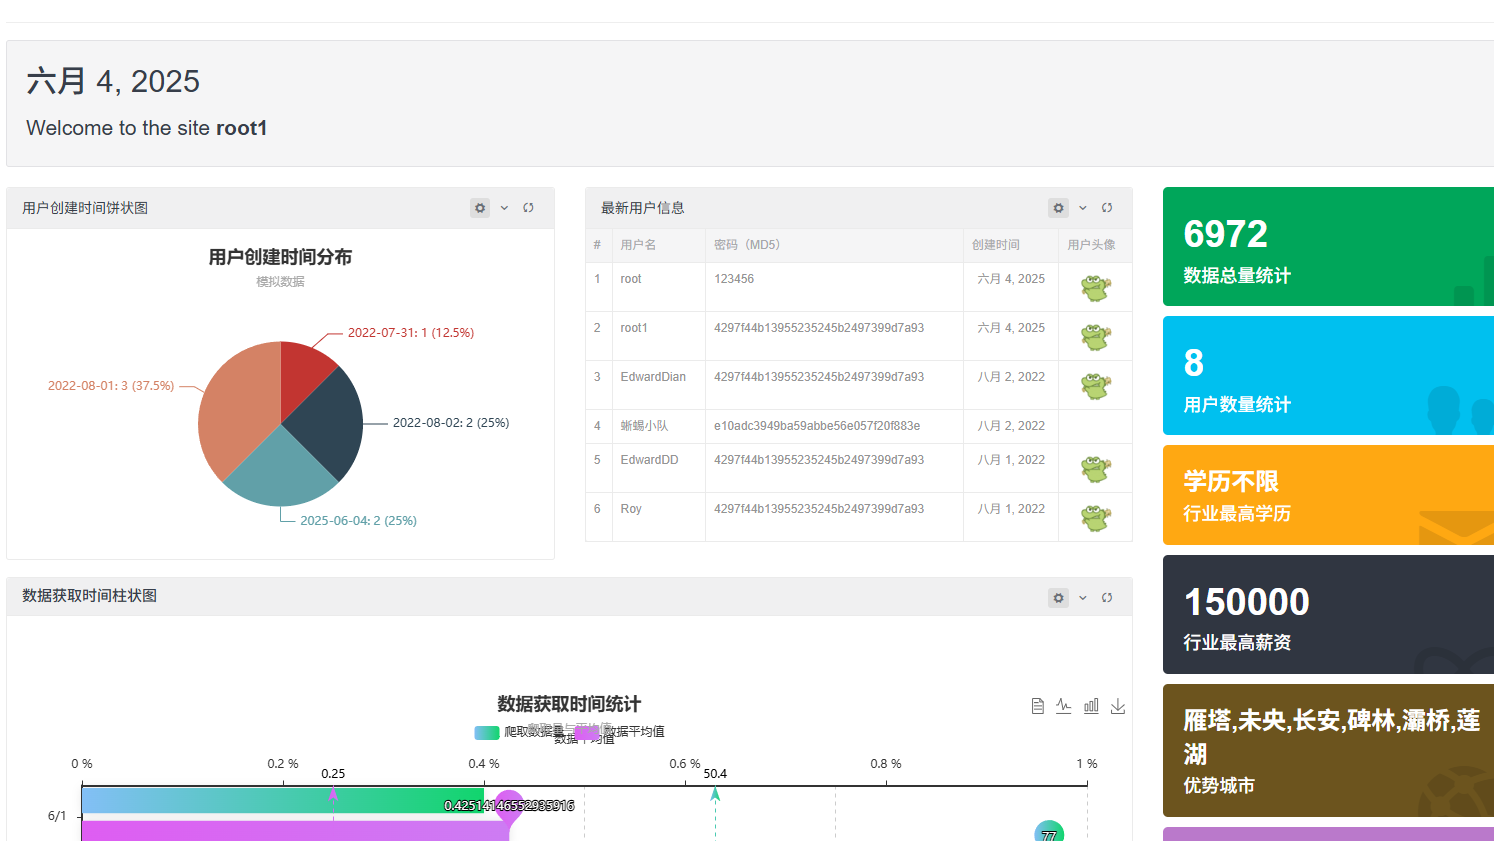 六月 4, 2025
Welcome to the site root1
用户创建时间饼状图
用户创建时间分布
模拟数据
2022-07-31: 1 (12.5%)
2022-08-01: 3 (37.5%)
2022-08-02: 2 (25%)
2025-06-04: 2 (25%)
最新用户信息
# 用户名 密码（MD5） 创建时间 用户头像
1 root 123456 六月 4, 2025
2 root1 4297f44b13955235245b2497399d7a93 六月 4, 2025
3 EdwardDian 4297f44b13955235245b2497399d7a93 八月 2, 2022
4 蜥蜴小队 e10adc3949ba59abbe56e057f20f883e 八月 2, 2022
5 EdwardDD 4297f44b13955235245b2497399d7a93 八月 1, 2022
6 Roy 4297f44b13955235245b2497399d7a93 八月 1, 2022
6972
数据总量统计
8
用户数量统计
学历不限
行业最高学历
150000
行业最高薪资
雁塔,未央,长安,碑林,灞桥,莲
湖
优势城市
数据获取时间柱状图
数据获取时间统计
爬取数据量 数据平均值
数据平均值
0 % 0.2 % 0.4 % 0.6 % 0.8 % 1 %
0.25 50.4
0.42514146552935916
6/1
77